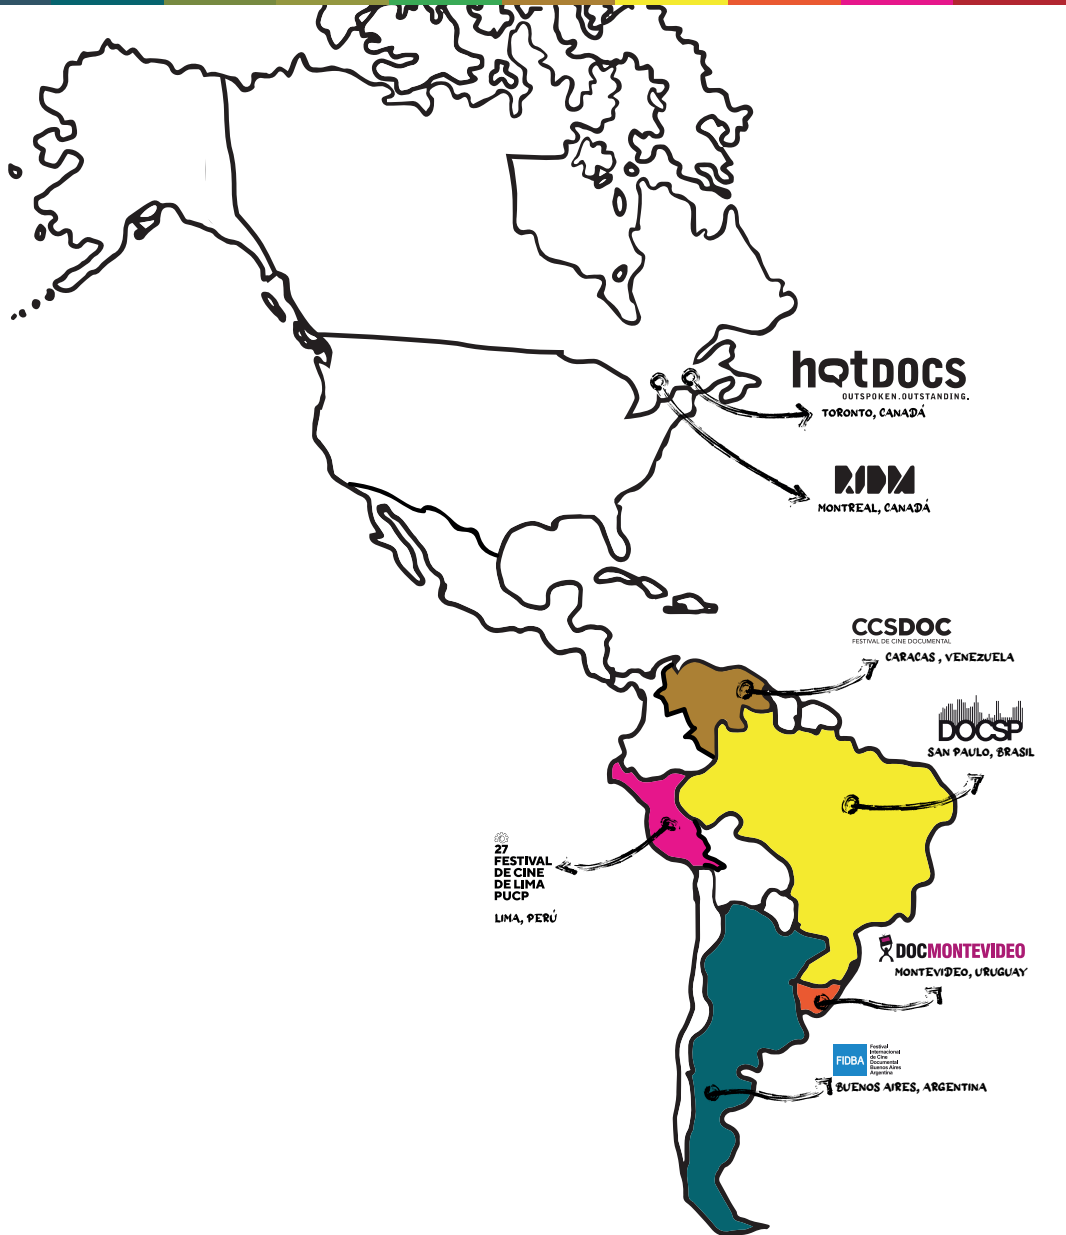 hotDOCS
OUTSPOKEN.OUTSTANDING.
TORONTO, CANADÁ
RIDM
MONTREAL, CANADÁ
CCSDOC
FESTIVAL DE CINE DOCUMENTAL
CARACAS, VENEZUELA
DOCSP
SAN PAULO, BRASIL
27
FESTIVAL
DE CINE
DE LIMA
PUCP
LIMA, PERÚ
DOCMONTEVIDEO
MONTEVIDEO, URUGUAY
FIDBA
Festival
Internacional
de Cine
Documental
Buenos Aires
Argentina
BUENOS AIRES, ARGENTINA